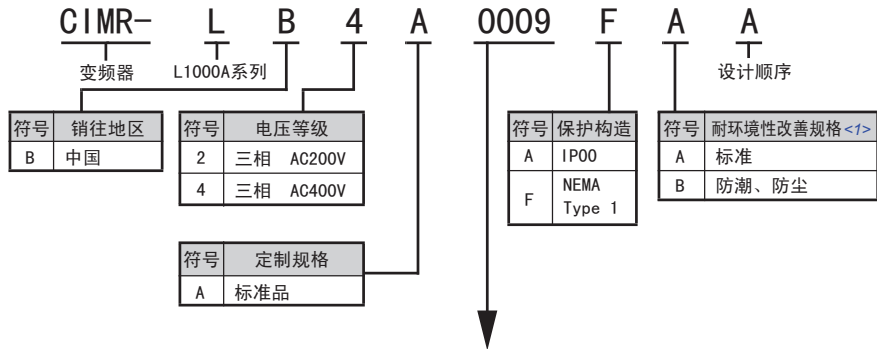 CIMR- L B 4 A 0009 F A A
变频器 L1000A系列 设计顺序
符号 销往地区
B 中国
符号 电压等级
2 三相 AC200V
4 三相 AC400V
符号 定制规格
A 标准品
符号 保护构造
A IP00
F NEMA
Type 1
符号 耐环境性改善规格<1>
A 标准
B 防潮、防尘